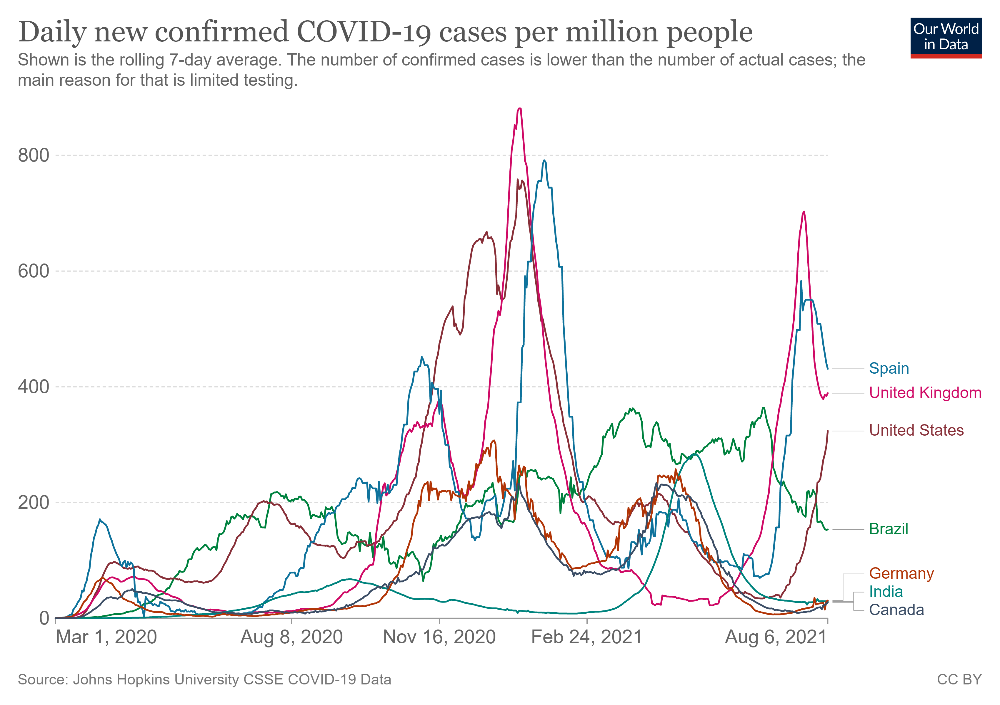 Daily new confirmed COVID-19 cases per million people
Our World
in Data
Shown is the rolling 7-day average. The number of confirmed cases is lower than the number of actual cases; the
main reason for that is limited testing.
800
600
400
200
0
Spain
United Kingdom
United States
Brazil
Germany
India
Canada
Mar 1, 2020
Aug 8, 2020
Nov 16, 2020
Feb 24, 2021
Aug 6, 2021
Source: Johns Hopkins University CSSE COVID-19 Data
CC BY